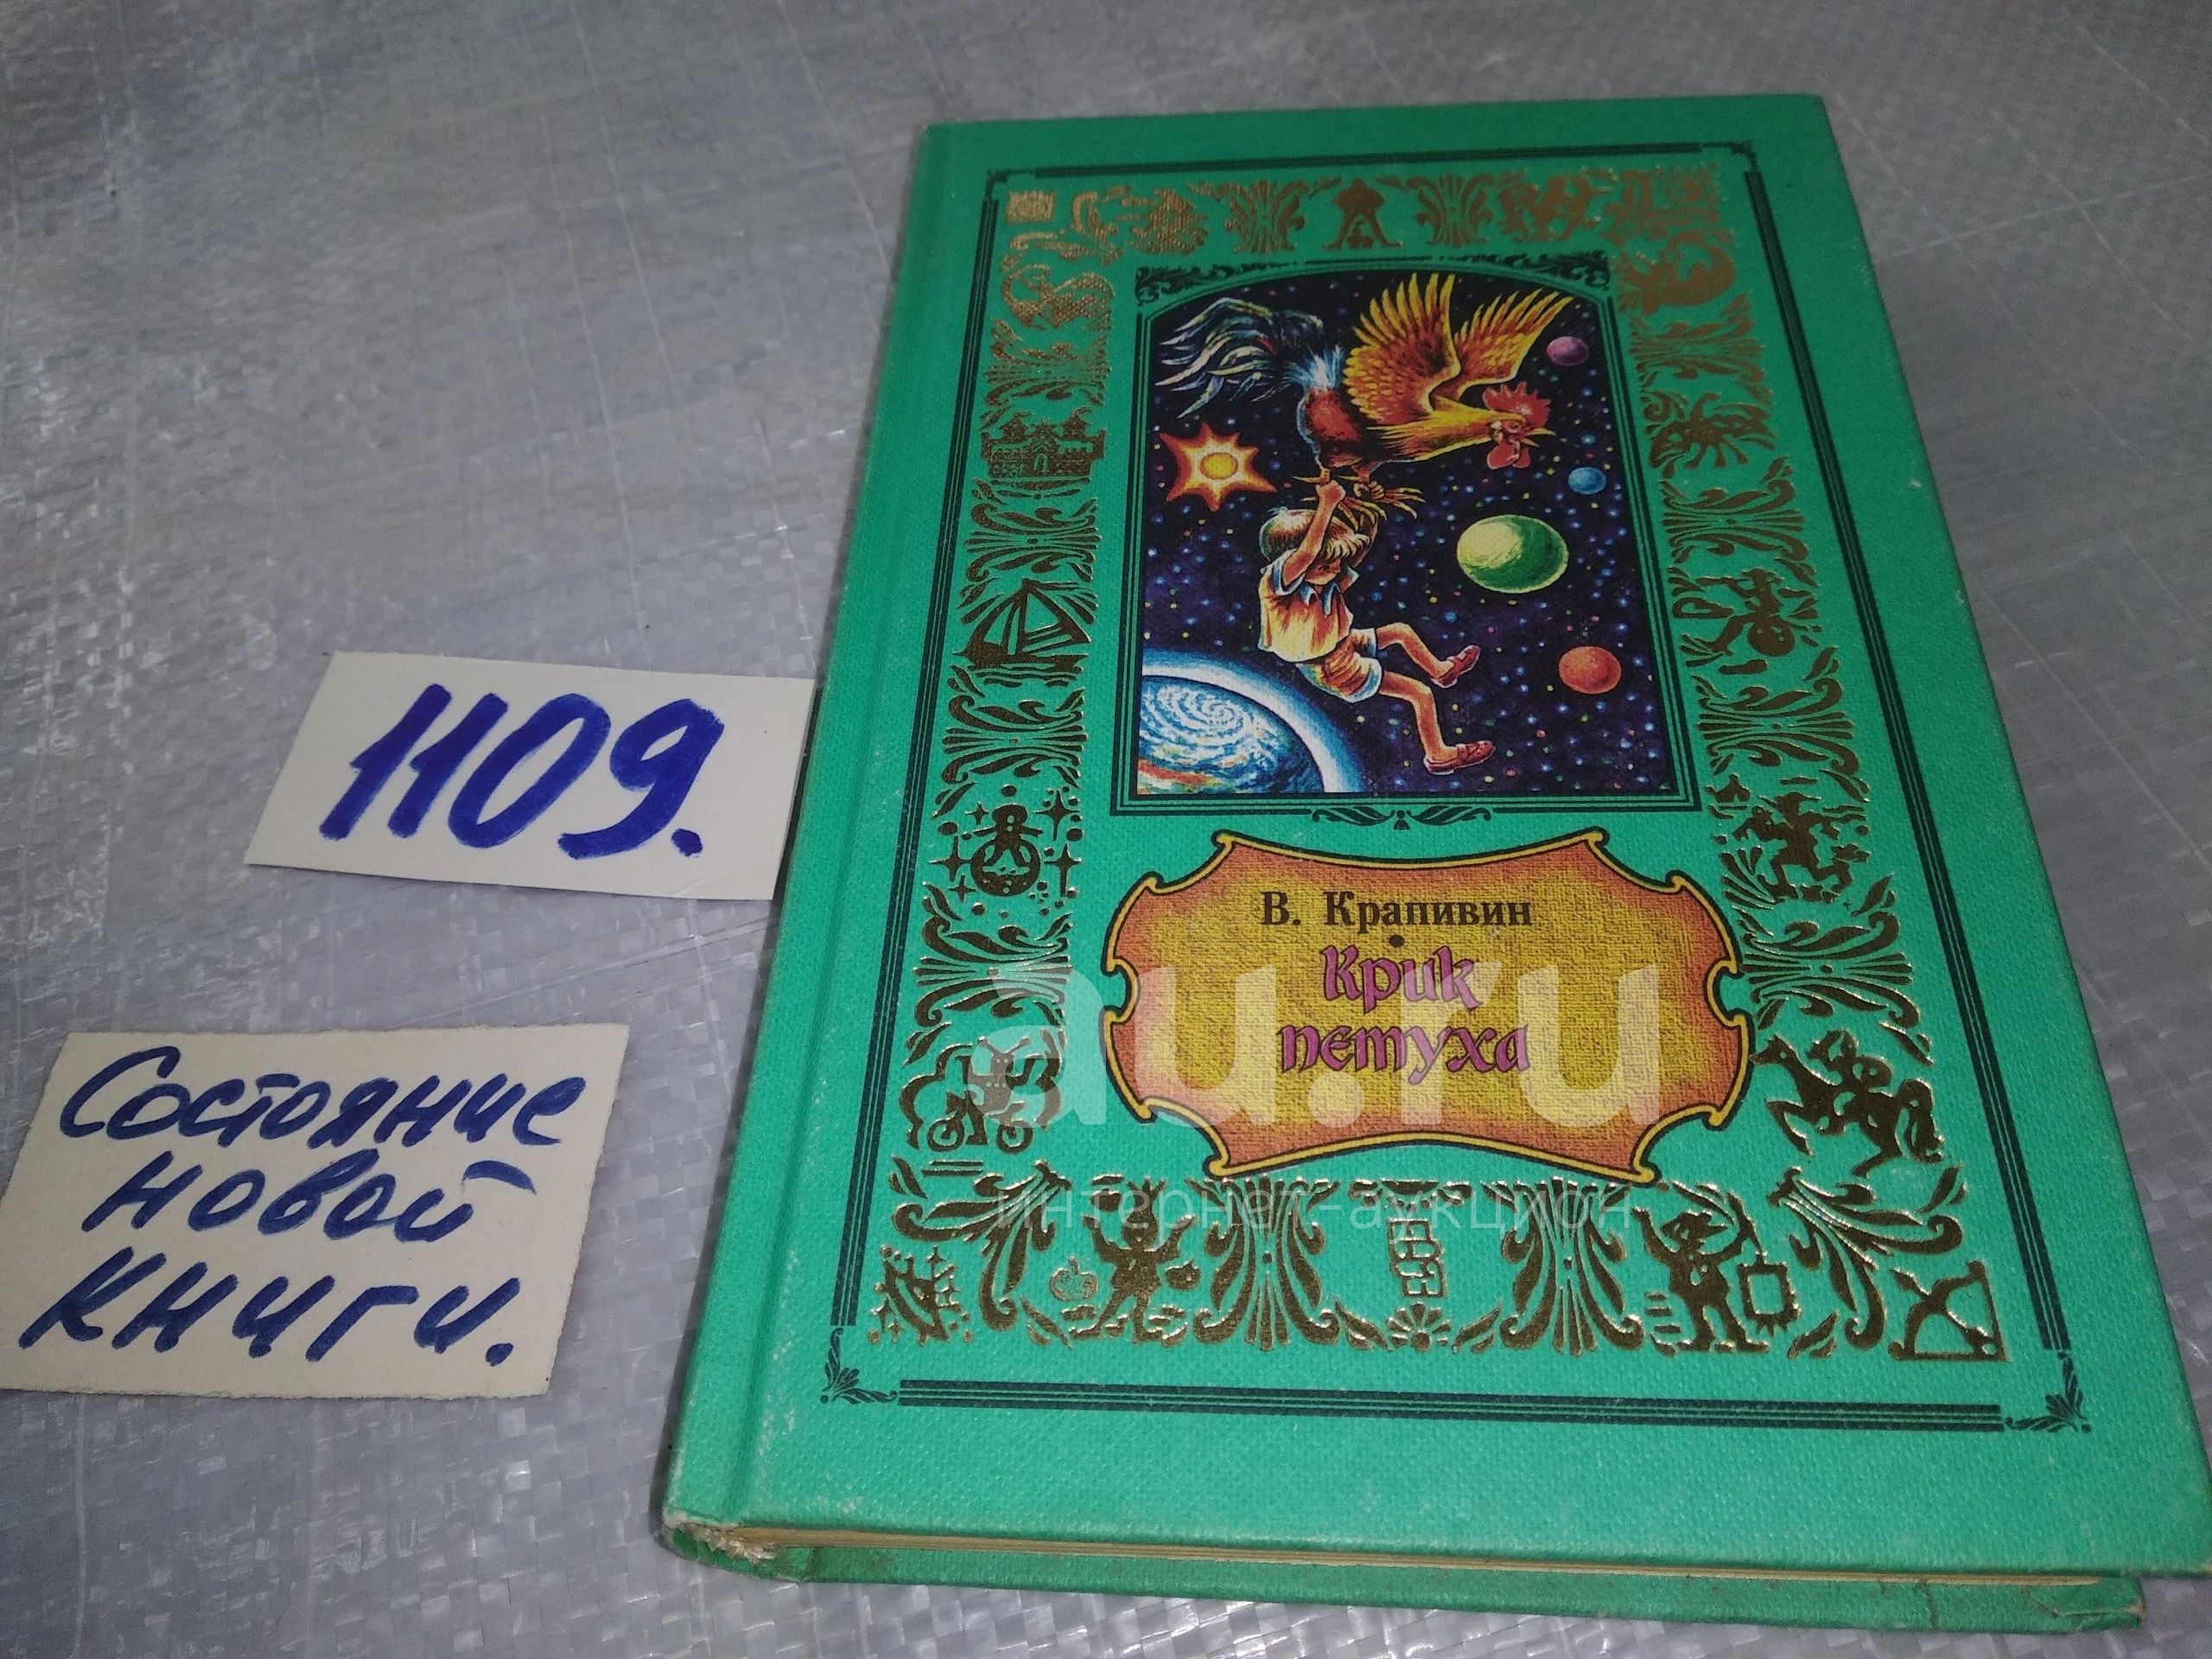 1109.
Состояние
новой
книги.
В. Крапивин
Крик
петуха
au.ru
интернет-аукцион